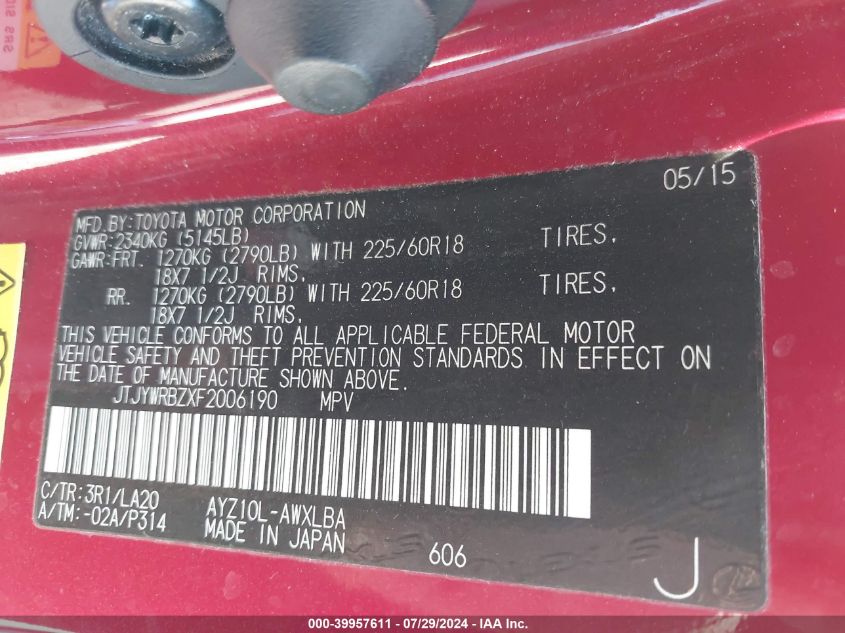 05/15
MFD.BY:TOYOTA MOTOR CORPORATION
GVWR:2340KG (5145LB)
GAWR:FRT. 1270KG (2790LB) WITH 225/60R18 TIRES,
18X7 1/2J RIMS,
RR. 1270KG (2790LB) WITH 225/60R18 TIRES,
18X7 1/2J RIMS,
THIS VEHICLE CONFORMS TO ALL APPLICABLE FEDERAL MOTOR
VEHICLE SAFETY AND THEFT PREVENTION STANDARDS IN EFFECT ON
THE DATE OF MANUFACTURE SHOWN ABOVE.
JTJYWRBZXF2006190 MPV
C/TR:3R1/LA20 AYZ10L-AWXLBA
A/TM:-02A/P314 MADE IN JAPAN
606
J
000-39957611 - 07/29/2024 - IAA Inc.